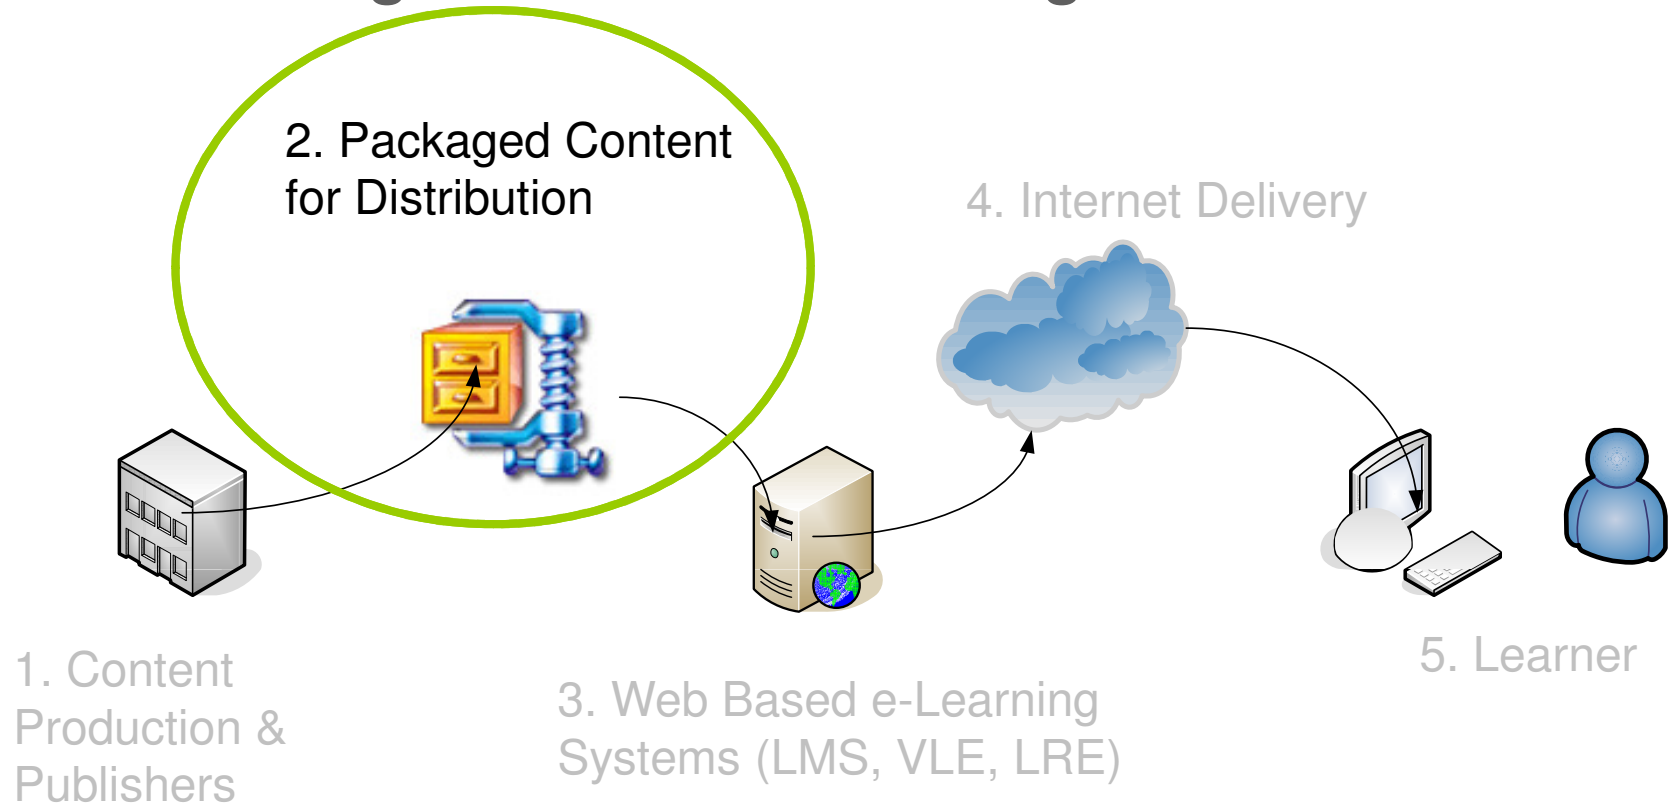 2. Packaged Content
for Distribution
4. Internet Delivery
1. Content
Production &
Publishers
3. Web Based e-Learning
Systems (LMS, VLE, LRE)
5. Learner